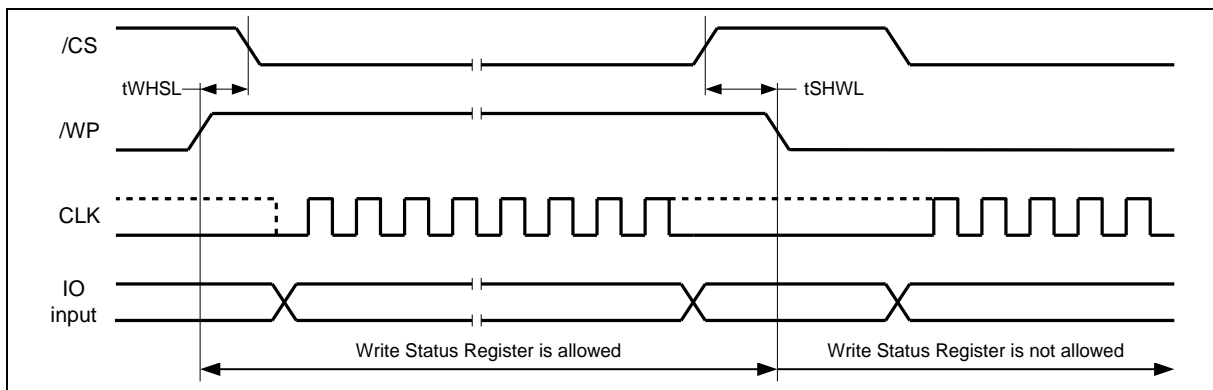 /CS
tWHSL
tSHWL
/WP
CLK
IO
input
Write Status Register is allowed
Write Status Register is not allowed